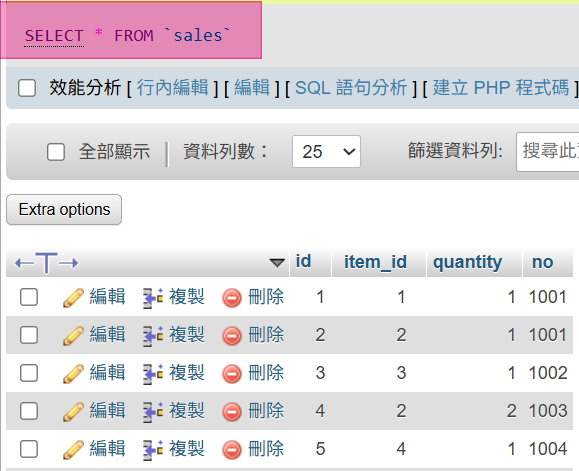 SELECT * FROM `sales`
效能分析 [ 行內編輯 ] [ 編輯 ] [ SQL 語句分析 ] [ 建立 PHP 程式碼 ]
全部顯示 | 資料列數： 25 篩選資料列: 搜尋此
Extra options
←T→ id item_id quantity no
編輯 複製 刪除 1 1 1 1001
編輯 複製 刪除 2 2 1 1001
編輯 複製 刪除 3 3 1 1002
編輯 複製 刪除 4 2 2 1003
編輯 複製 刪除 5 4 1 1004